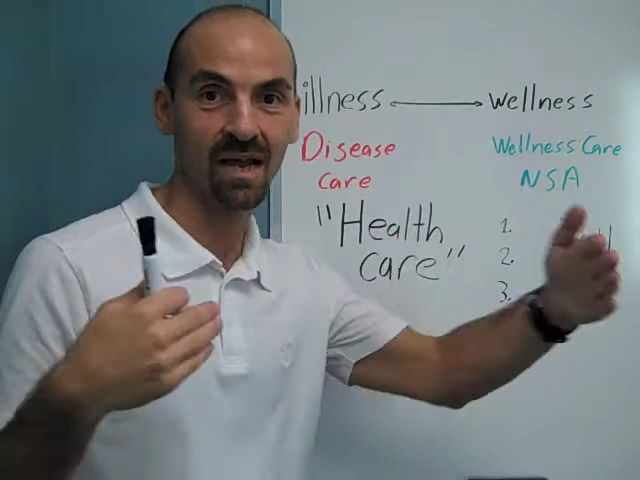 illness ↔ wellness
Disease
care
Wellness Care
NSA
"Health
care"
1.
2.
3.